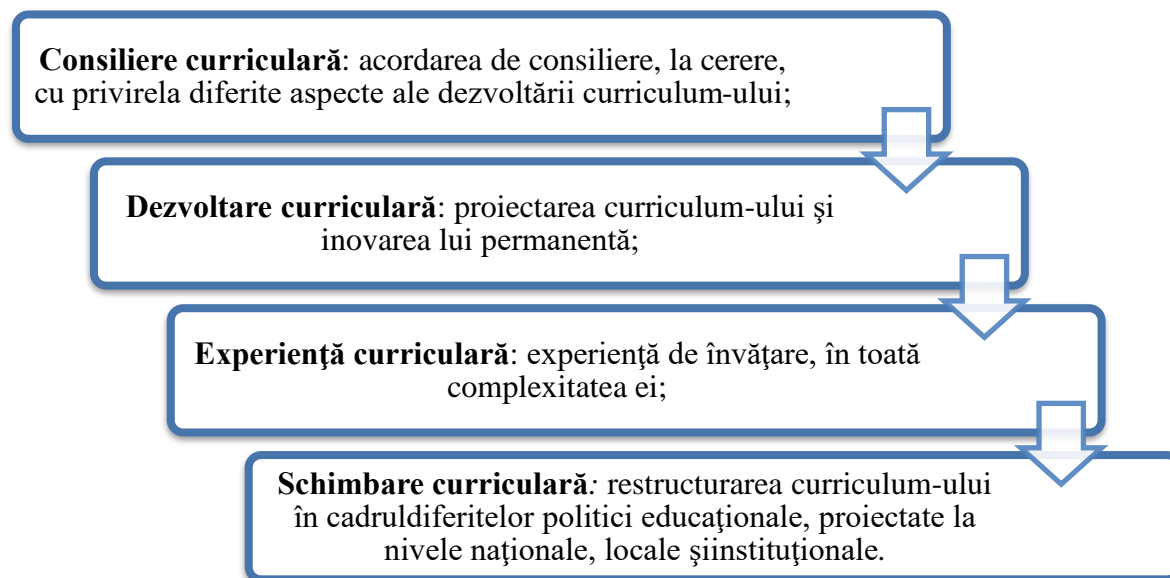 Consiliere curriculară: acordarea de consiliere, la cerere,
cu privirela diferite aspecte ale dezvoltării curriculum-ului;
Dezvoltare curriculară: proiectarea curriculum-ului şi
inovarea lui permanentă;
Experienţă curriculară: experienţă de învăţare, în toată
complexitatea ei;
Schimbare curriculară: restructurarea curriculum-ului
în cadruldiferitelor politici educaţionale, proiectate la
nivele naţionale, locale şiinstituţionale.